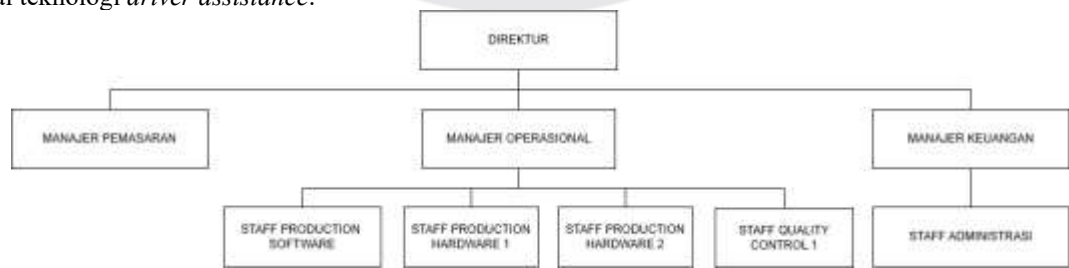 teknologi driver assistance.
DIREKTUR
MANAJER PEMASARAN
MANAJER OPERASIONAL
MANAJER KEUANGAN
STAFF PRODUCTION
SOFTWARE
STAFF PRODUCTION
HARDWARE 1
STAFF PRODUCTION
HARDWARE 2
STAFF QUALITY
CONTROL 1
STAFF ADMINISTRASI